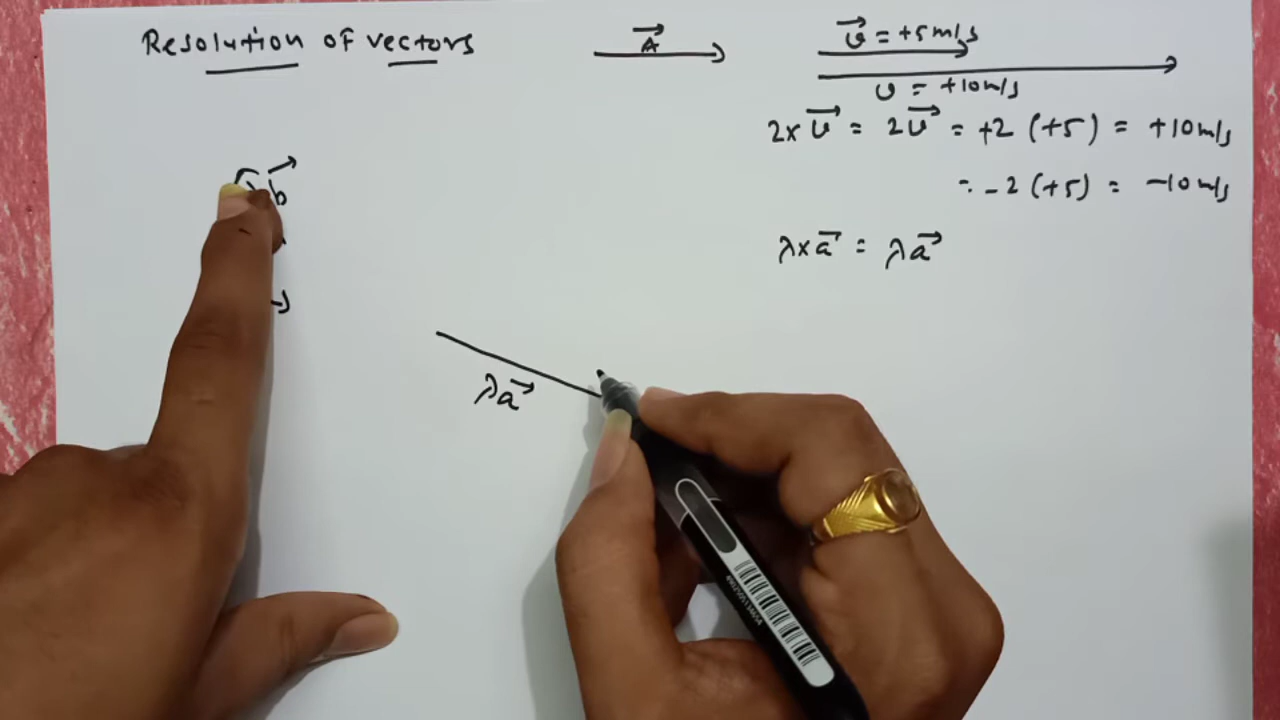 Resolution of vectors
A
v = +5 m/s
v = +10 m/s
2 x v = 2v = +2 (+5) = +10 m/s
= -2 (+5) = -10 m/s
λ x a = λa
b
λa